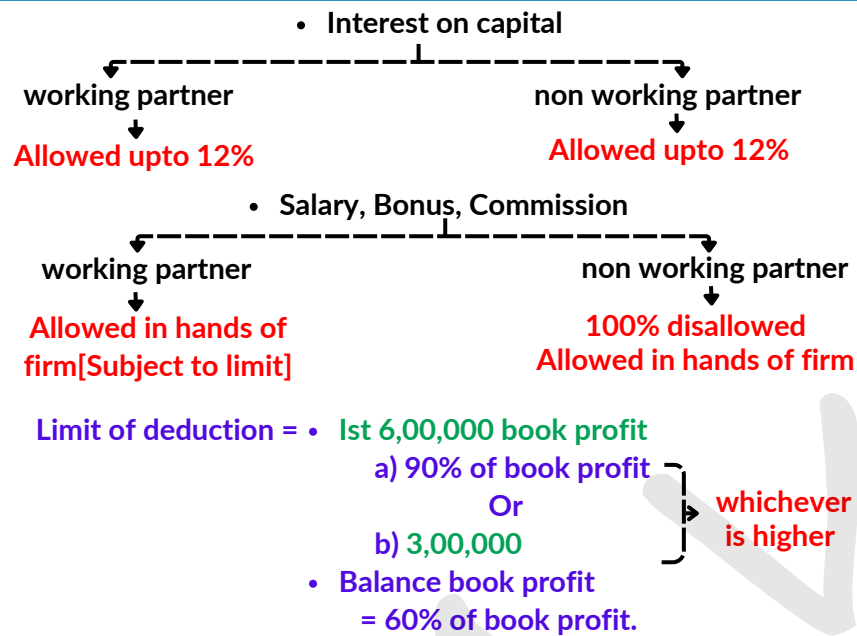 • Interest on capital
working partner non working partner
Allowed upto 12% Allowed upto 12%
• Salary, Bonus, Commission
working partner non working partner
Allowed in hands of 100% disallowed
firm[Subject to limit] Allowed in hands of firm
Limit of deduction = • Ist 6,00,000 book profit
a) 90% of book profit
Or
b) 3,00,000
whichever
is higher
• Balance book profit
= 60% of book profit.